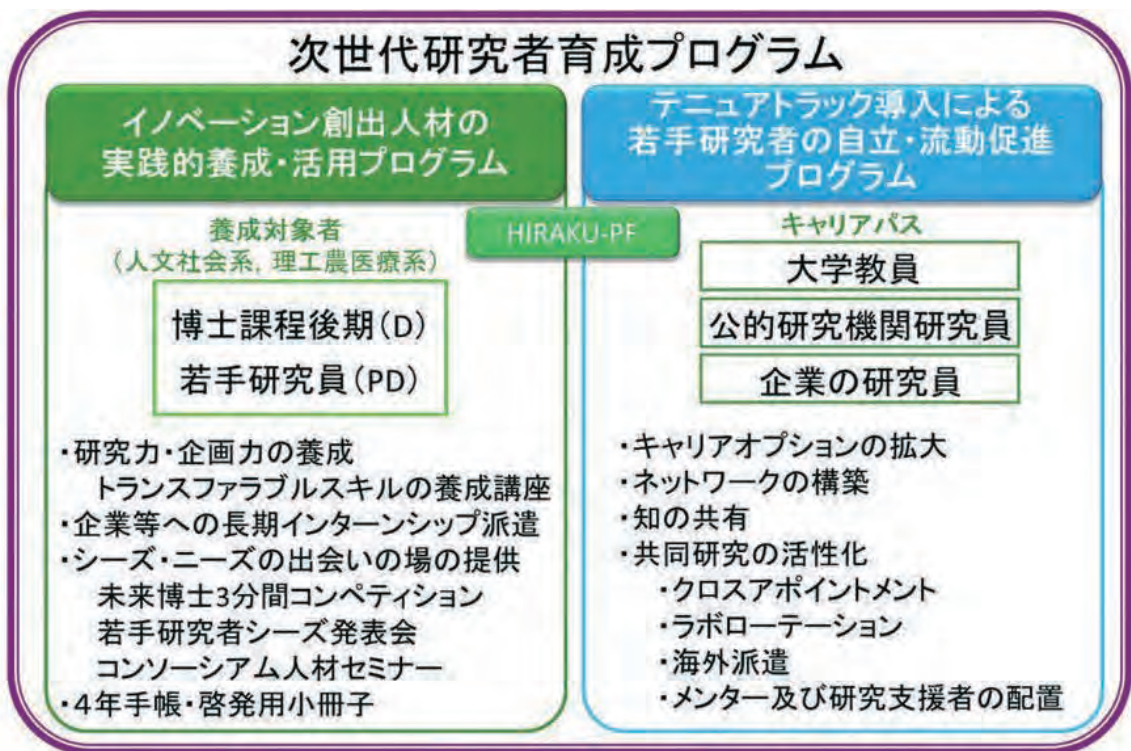 次世代研究者育成プログラム
イノベーション創出人材の
実践的養成・活用プログラム
養成対象者
(人文社会系,理工農医療系)
博士課程後期(D)
若手研究員(PD)
・研究力・企画力の養成
トランスファラブルスキルの養成講座
・企業等への長期インターンシップ派遣
・シーズ・ニーズの出会いの場の提供
未来博士3分間コンペティション
若手研究者シーズ発表会
コンソーシアム人材セミナー
・4年手帳・啓発用小冊子
HIRAKU-PF
テニュアトラック導入による
若手研究者の自立・流動促進
プログラム
キャリアパス
大学教員
公的研究機関研究員
企業の研究員
・キャリアオプションの拡大
・ネットワークの構築
・知の共有
・共同研究の活性化
・クロスアポイントメント
・ラボローテーション
・海外派遣
・メンター及び研究支援者の配置